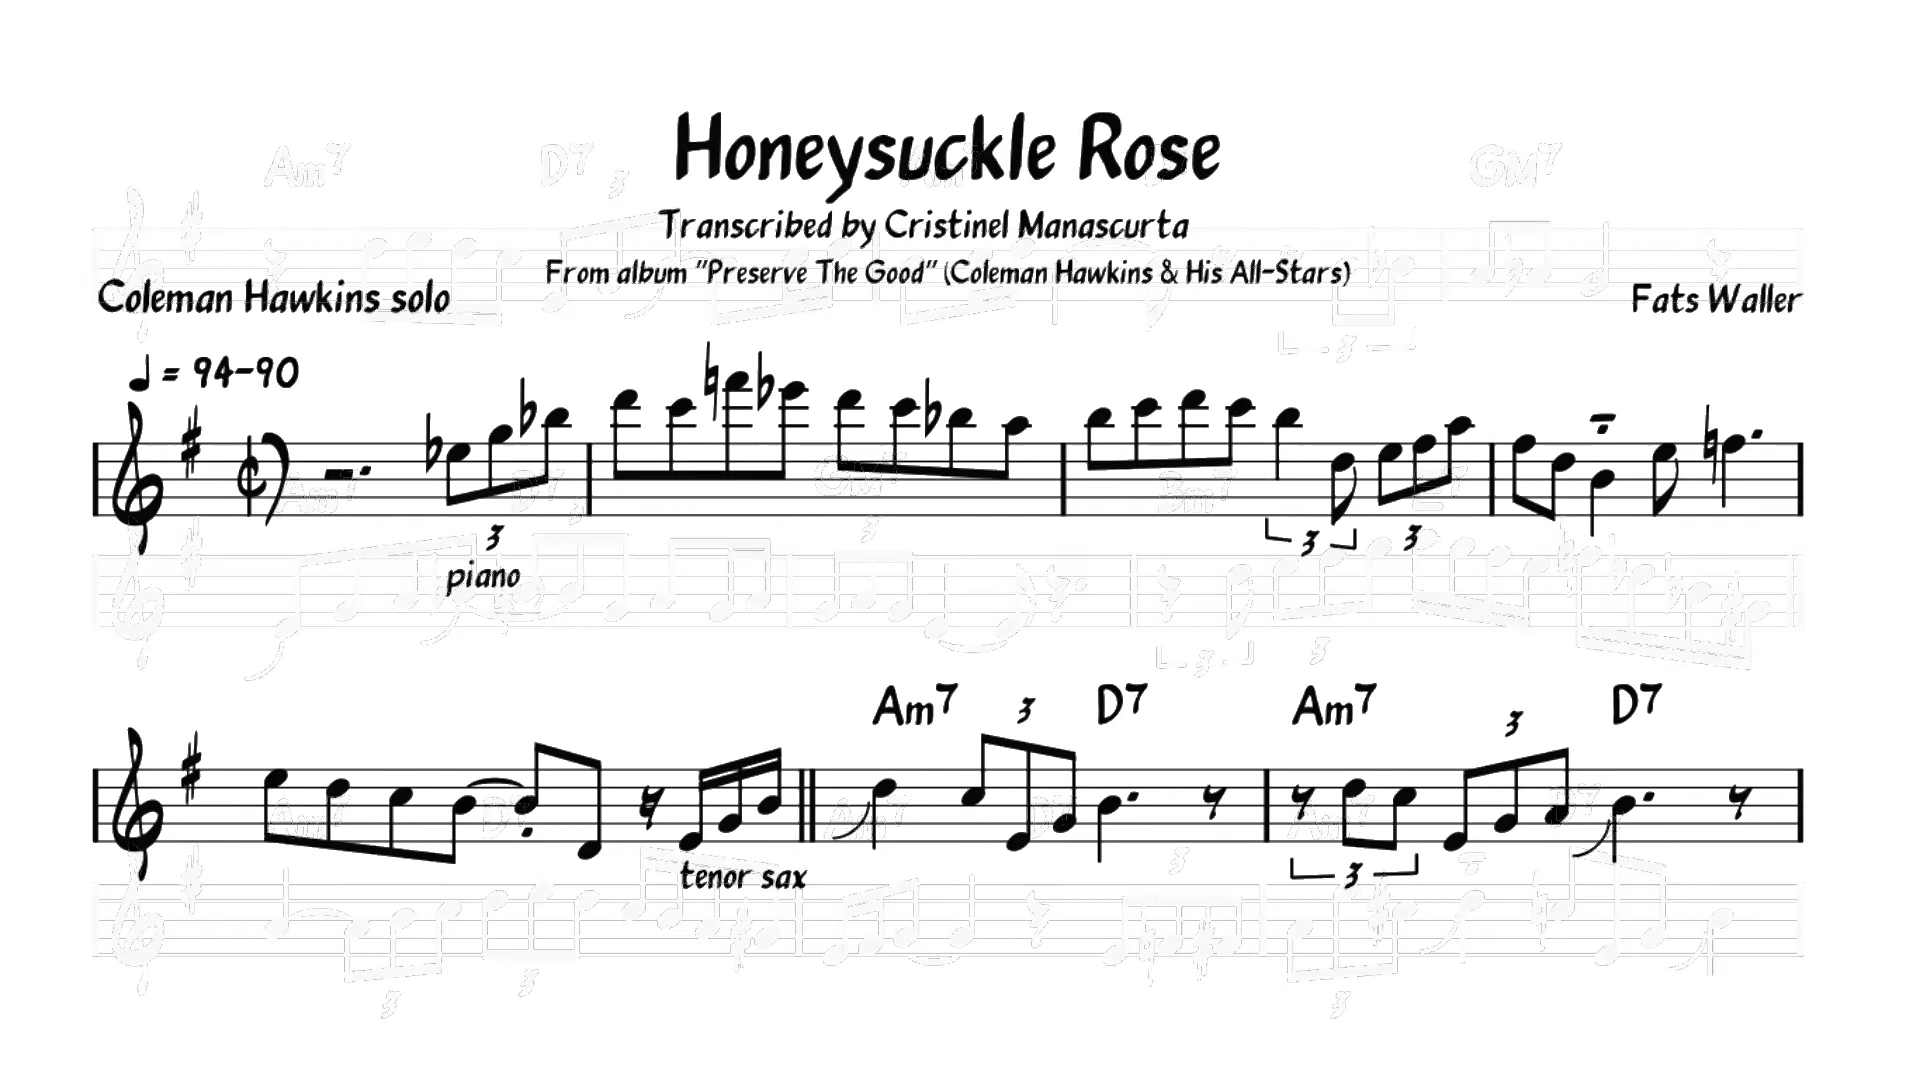 Honeysuckle Rose
Transcribed by Cristinel Manascurta
From album "Preserve The Good" (Coleman Hawkins & His All-Stars)
Coleman Hawkins solo
Fats Waller
= 94-90
3 3 3
piano
Am7 3 D7 Am7 3 D7
3
tenor sax